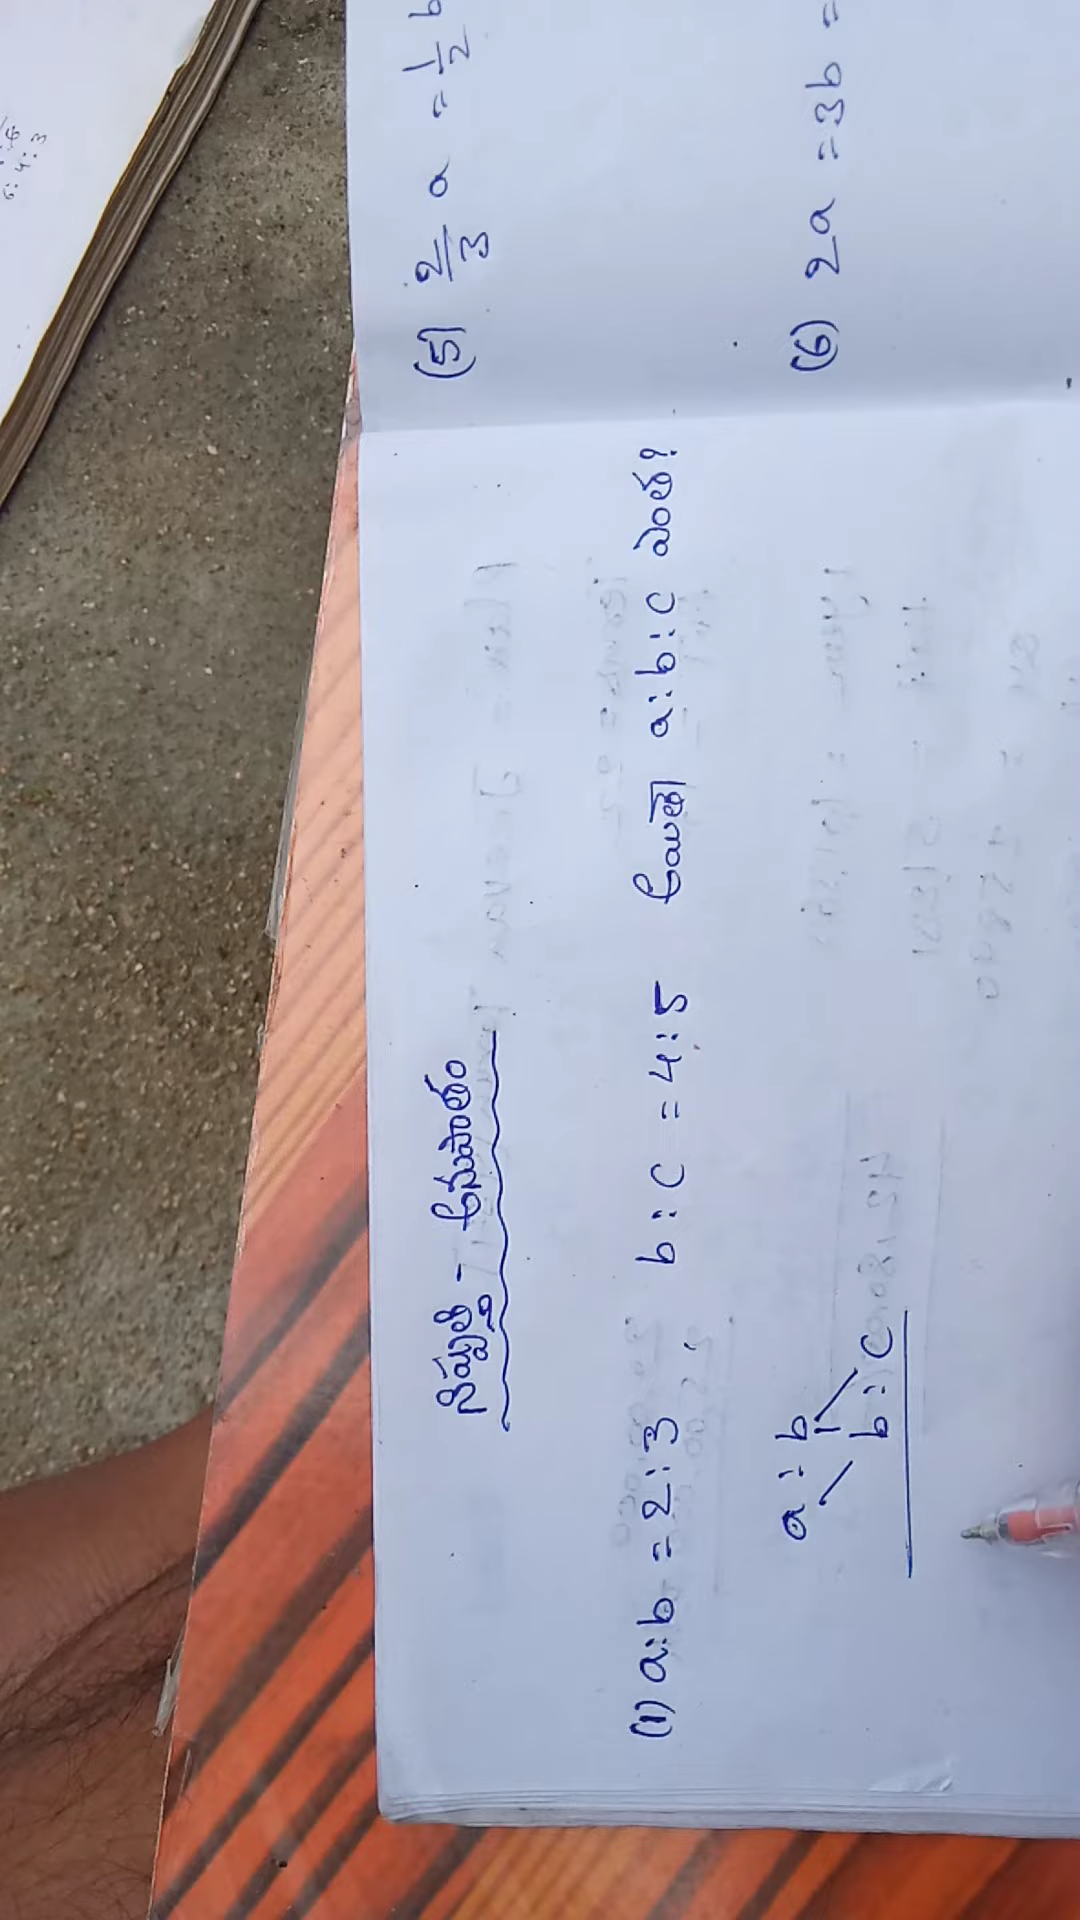 నిష్పత్తి - అనుపాతం
(1) a:b = 2:3 b:c = 4:5 అయితే a:b:c ఎంత?
a : b
b : c
(5) 2/3 a = 1/2 b
(6) 2a = 3b =